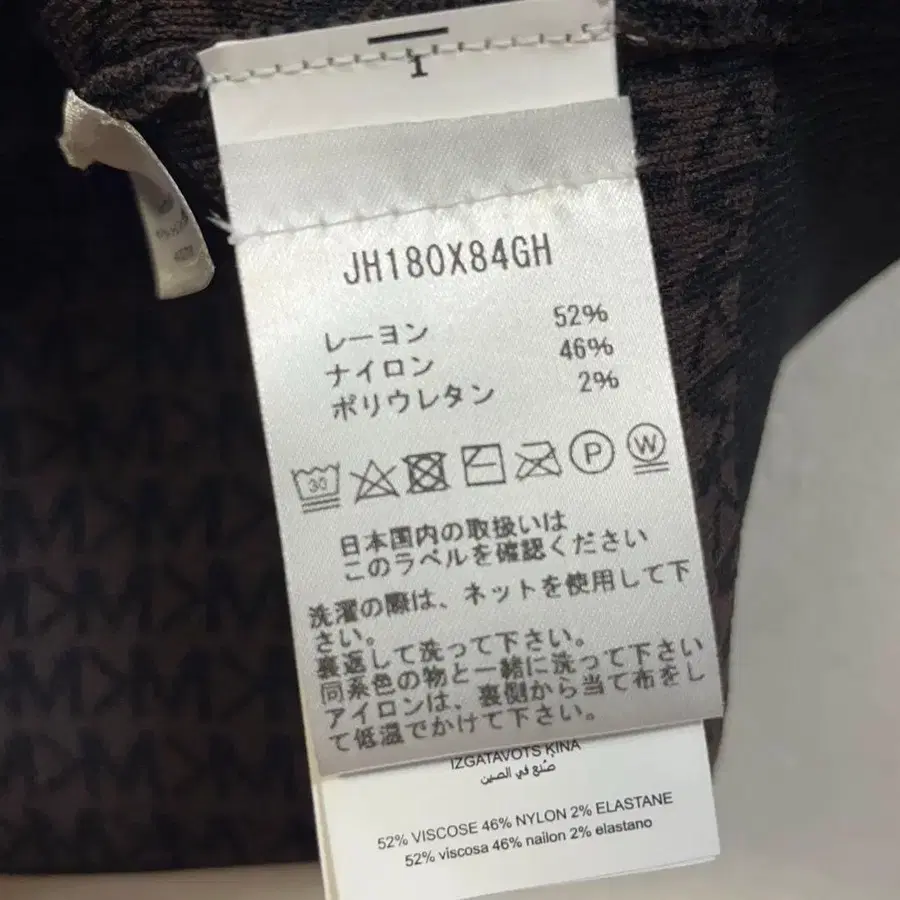 JH180X84GH
レーヨン 52%
ナイロン 46%
ポリウレタン 2%
30
P
W
日本国内の取扱いは
このラベルを確認ください
洗濯の際は、ネットを使用して下
さい。
裏返して洗って下さい。
同系色の物と一緒に洗って下さい
アイロンは、裏側から当て布をし
て低温でかけて下さい。
IZGATAVOTS ĶĪNA
صنع في الصين
52% VISCOSE 46% NYLON 2% ELASTANE
52% viscosa 46% nailon 2% elastano